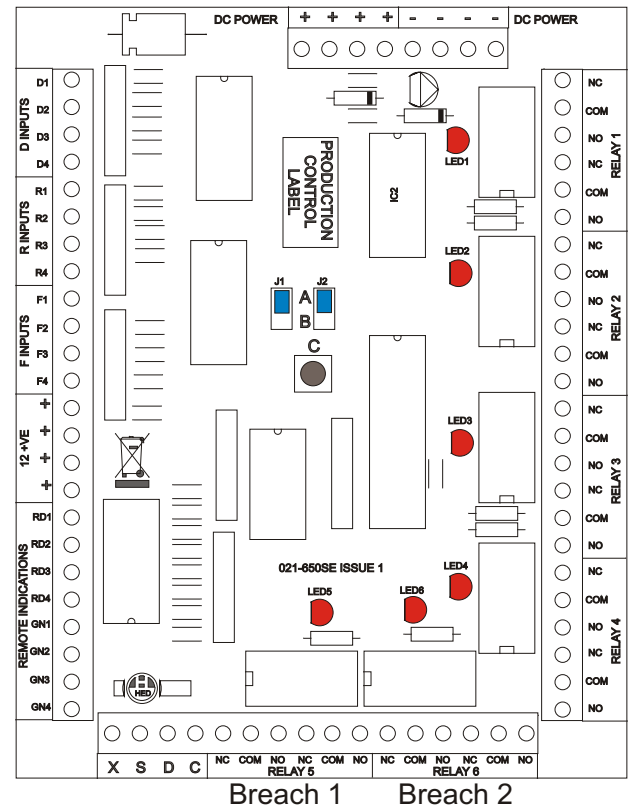 DC POWER + + + + - - - - DC POWER
D INPUTS
D1
D2
D3
D4
R INPUTS
R1
R2
R3
R4
F INPUTS
F1
F2
F3
F4
12 +VE
+
+
+
+
REMOTE INDICATIONS
RD1
RD2
RD3
RD4
GN1
GN2
GN3
GN4
PRODUCTION
CONTROL
LABEL
IC2
LED1
LED2
J1 J2
A
B
C
LED3
021-650SE ISSUE 1
LED4
LED5
LED6
HED
NC
COM
NO
NC
COM
NO
RELAY 1
NC
COM
NO
NC
COM
NO
RELAY 2
NC
COM
NO
NC
COM
NO
RELAY 3
NC
COM
NO
NC
COM
NO
RELAY 4
X S D C NC COM NO NC COM NO NC COM NO NC COM NO
RELAY 5 RELAY 6
Breach 1 Breach 2